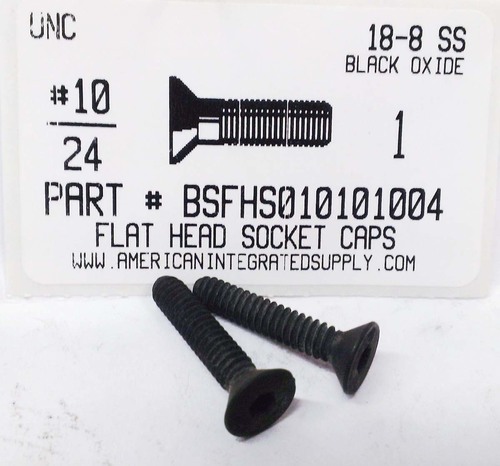 UNC
18-8 SS
BLACK OXIDE
#10
24
1
PART # BSFHS010101004
FLAT HEAD SOCKET CAPS
WWW.AMERICANINTEGRATEDSUPPLY.COM